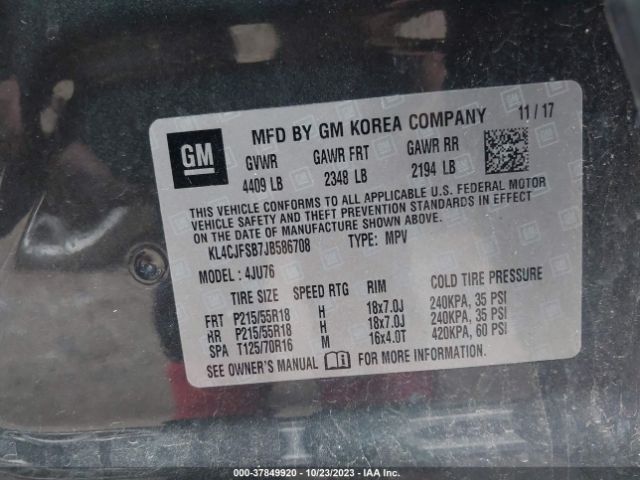 GM
MFD BY GM KOREA COMPANY 11 / 17
GVWR GAWR FRT GAWR RR
4409 LB 2348 LB 2194 LB
THIS VEHICLE CONFORMS TO ALL APPLICABLE U.S. FEDERAL MOTOR
VEHICLE SAFETY AND THEFT PREVENTION STANDARDS IN EFFECT
ON THE DATE OF MANUFACTURE SHOWN ABOVE.
KL4CJFSB7JB586708 TYPE: MPV
MODEL: 4JU76
TIRE SIZE SPEED RTG RIM COLD TIRE PRESSURE
FRT P215/55R18 H 18x7.0J 240KPA, 35 PSI
RR P215/55R18 H 18x7.0J 240KPA, 35 PSI
SPA T125/70R16 M 16x4.0T 420KPA, 60 PSI
SEE OWNER'S MANUAL FOR MORE INFORMATION.
000-37849920 - 10/23/2023 - IAA Inc.